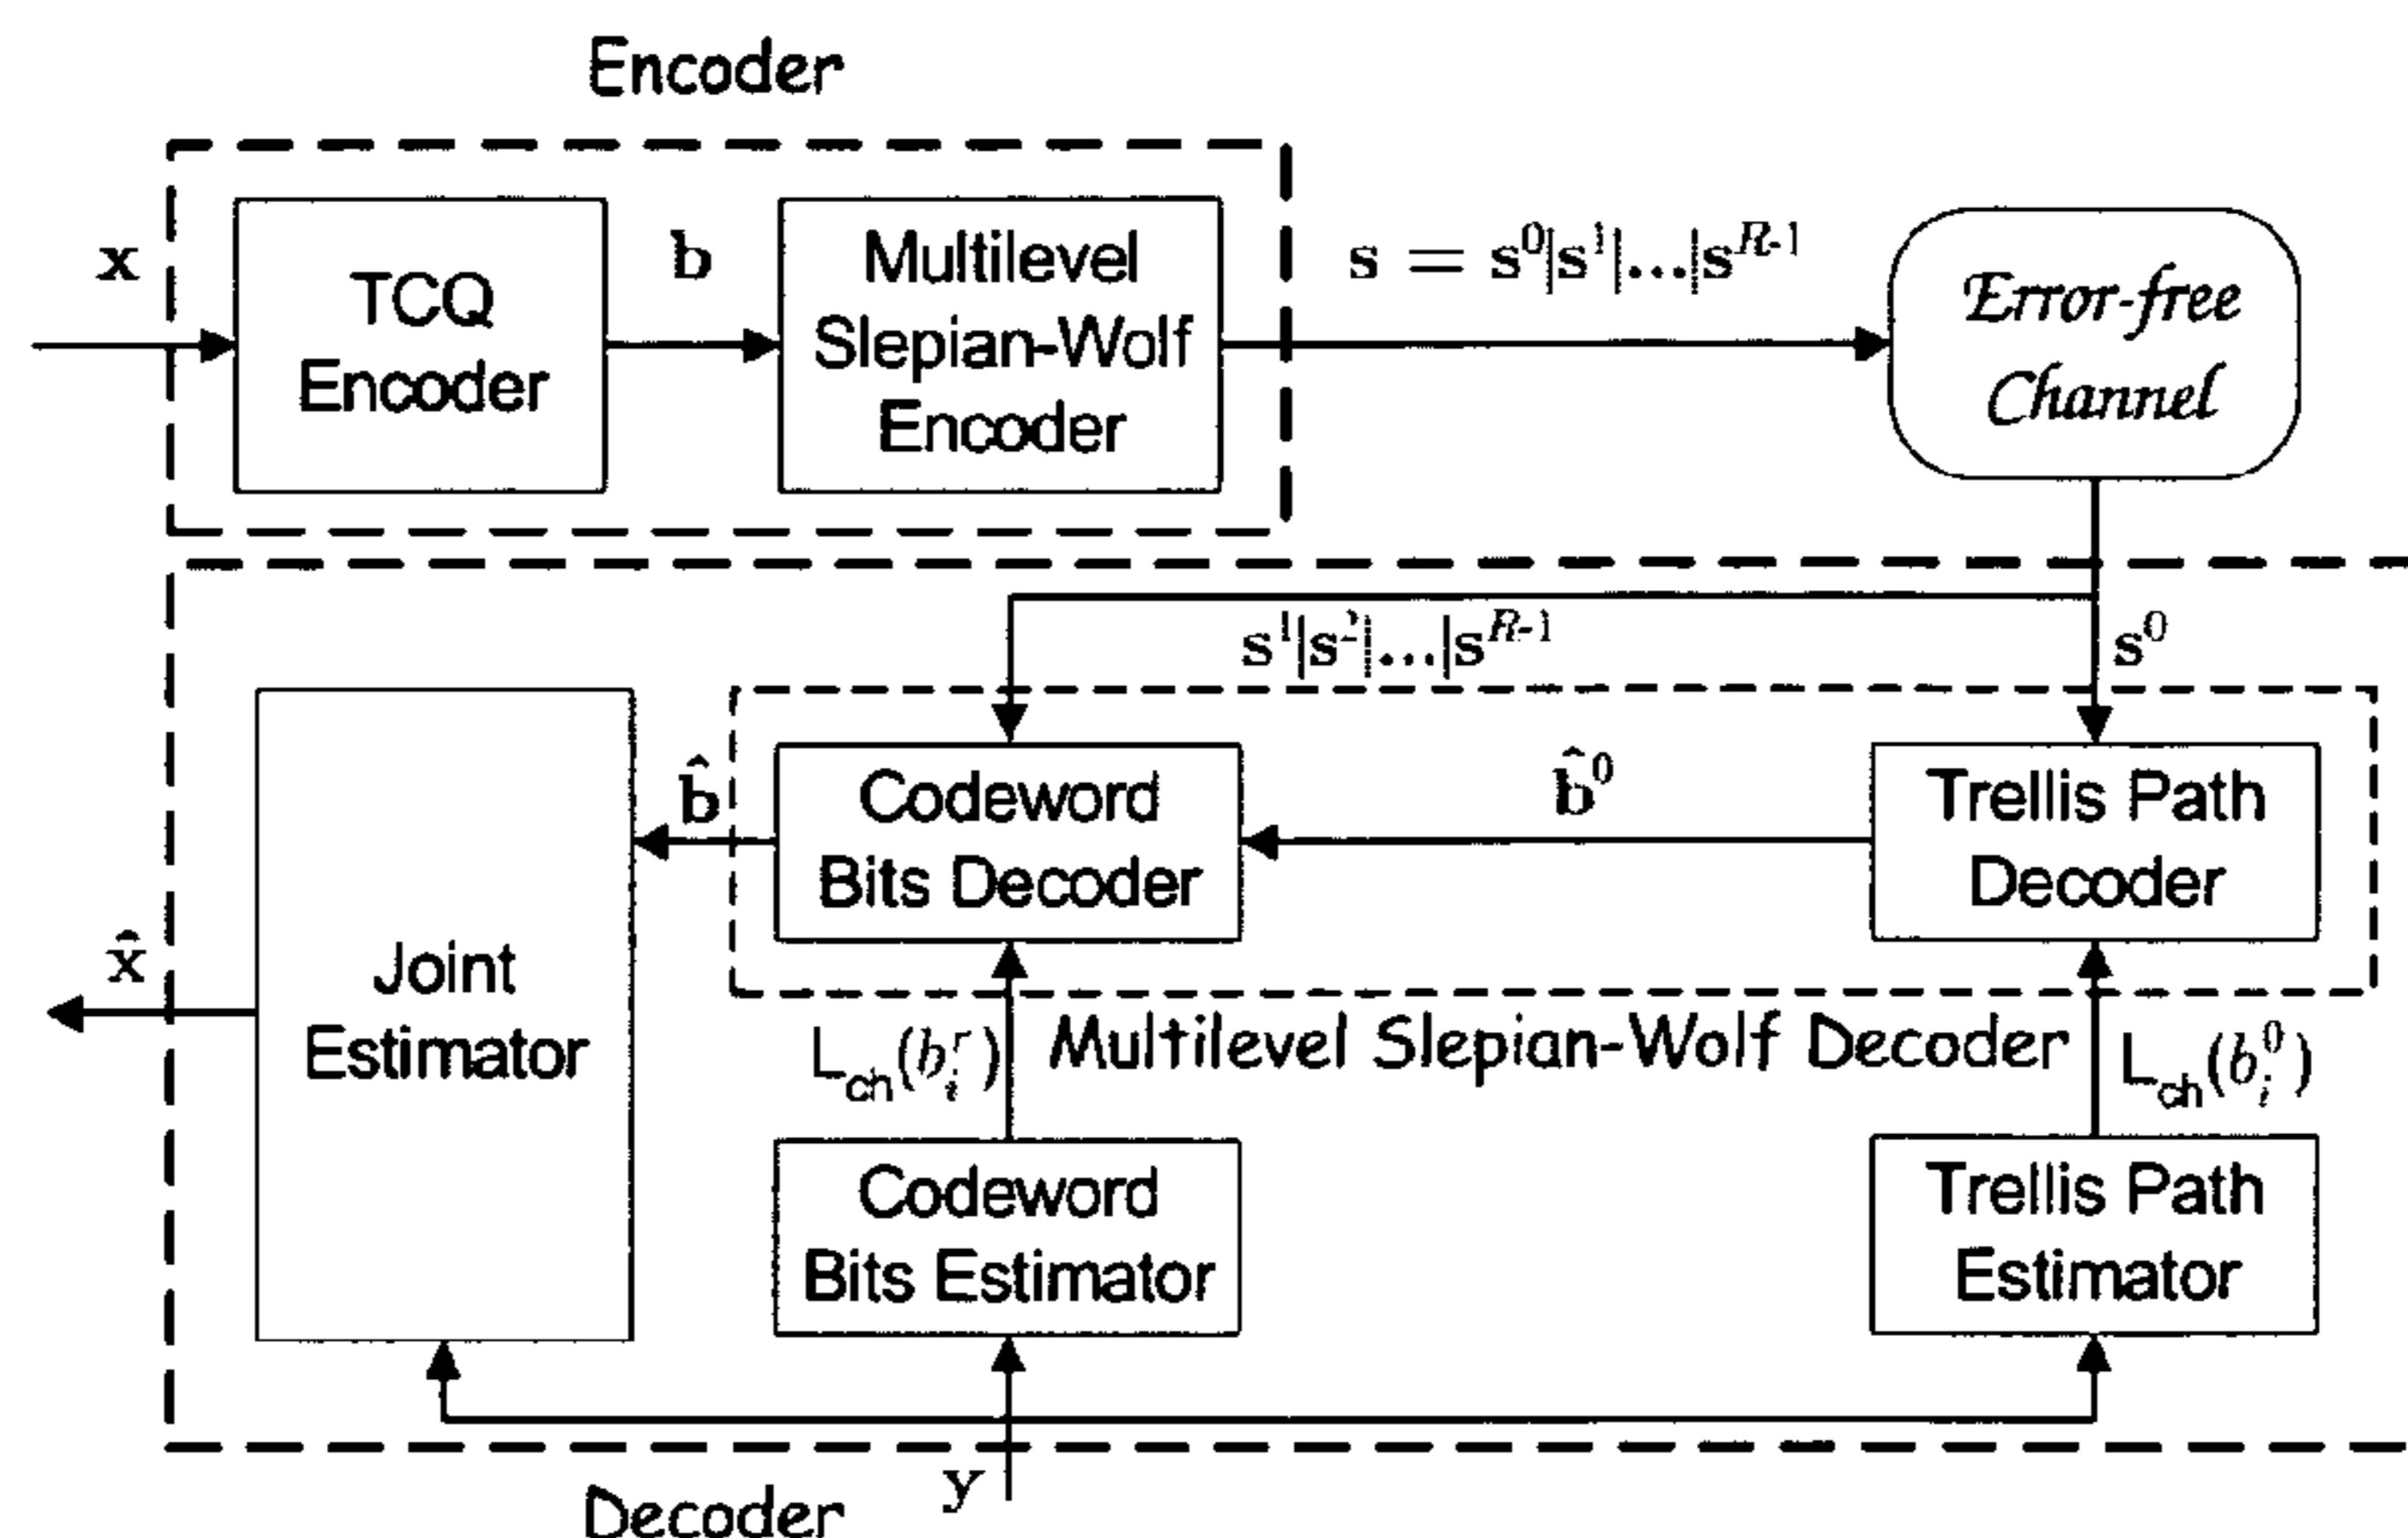 Encoder
x
TCQ
Encoder
b
Multilevel
Slepian-Wolf
Encoder
s = s⁰|s¹|...|sᴿ⁻¹
Error-free
Channel
s¹|s²|...|sᴿ⁻¹
s⁰
Joint
Estimator
b̂
Codeword
Bits Decoder
b̂⁰
Trellis Path
Decoder
x̂
L_ch(b_i^r)
Multilevel Slepian-Wolf Decoder
L_ch(b_i^0)
Codeword
Bits Estimator
Trellis Path
Estimator
y
Decoder